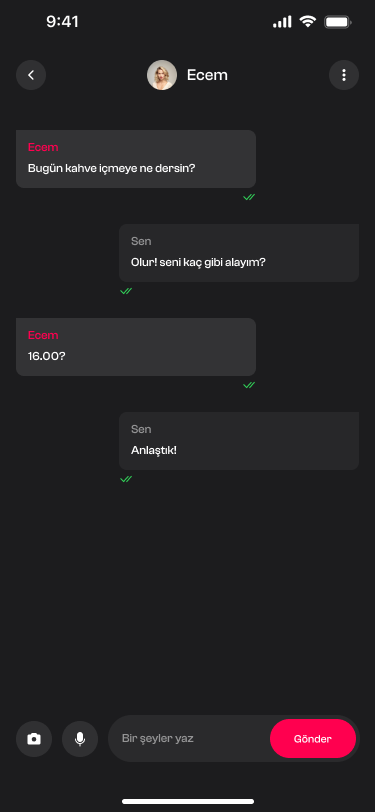 9:41
Ecem
Ecem
Bugün kahve içmeye ne dersin?
Sen
Olur! seni kaç gibi alayım?
Ecem
16.00?
Sen
Anlaştık!
Bir şeyler yaz
Gönder